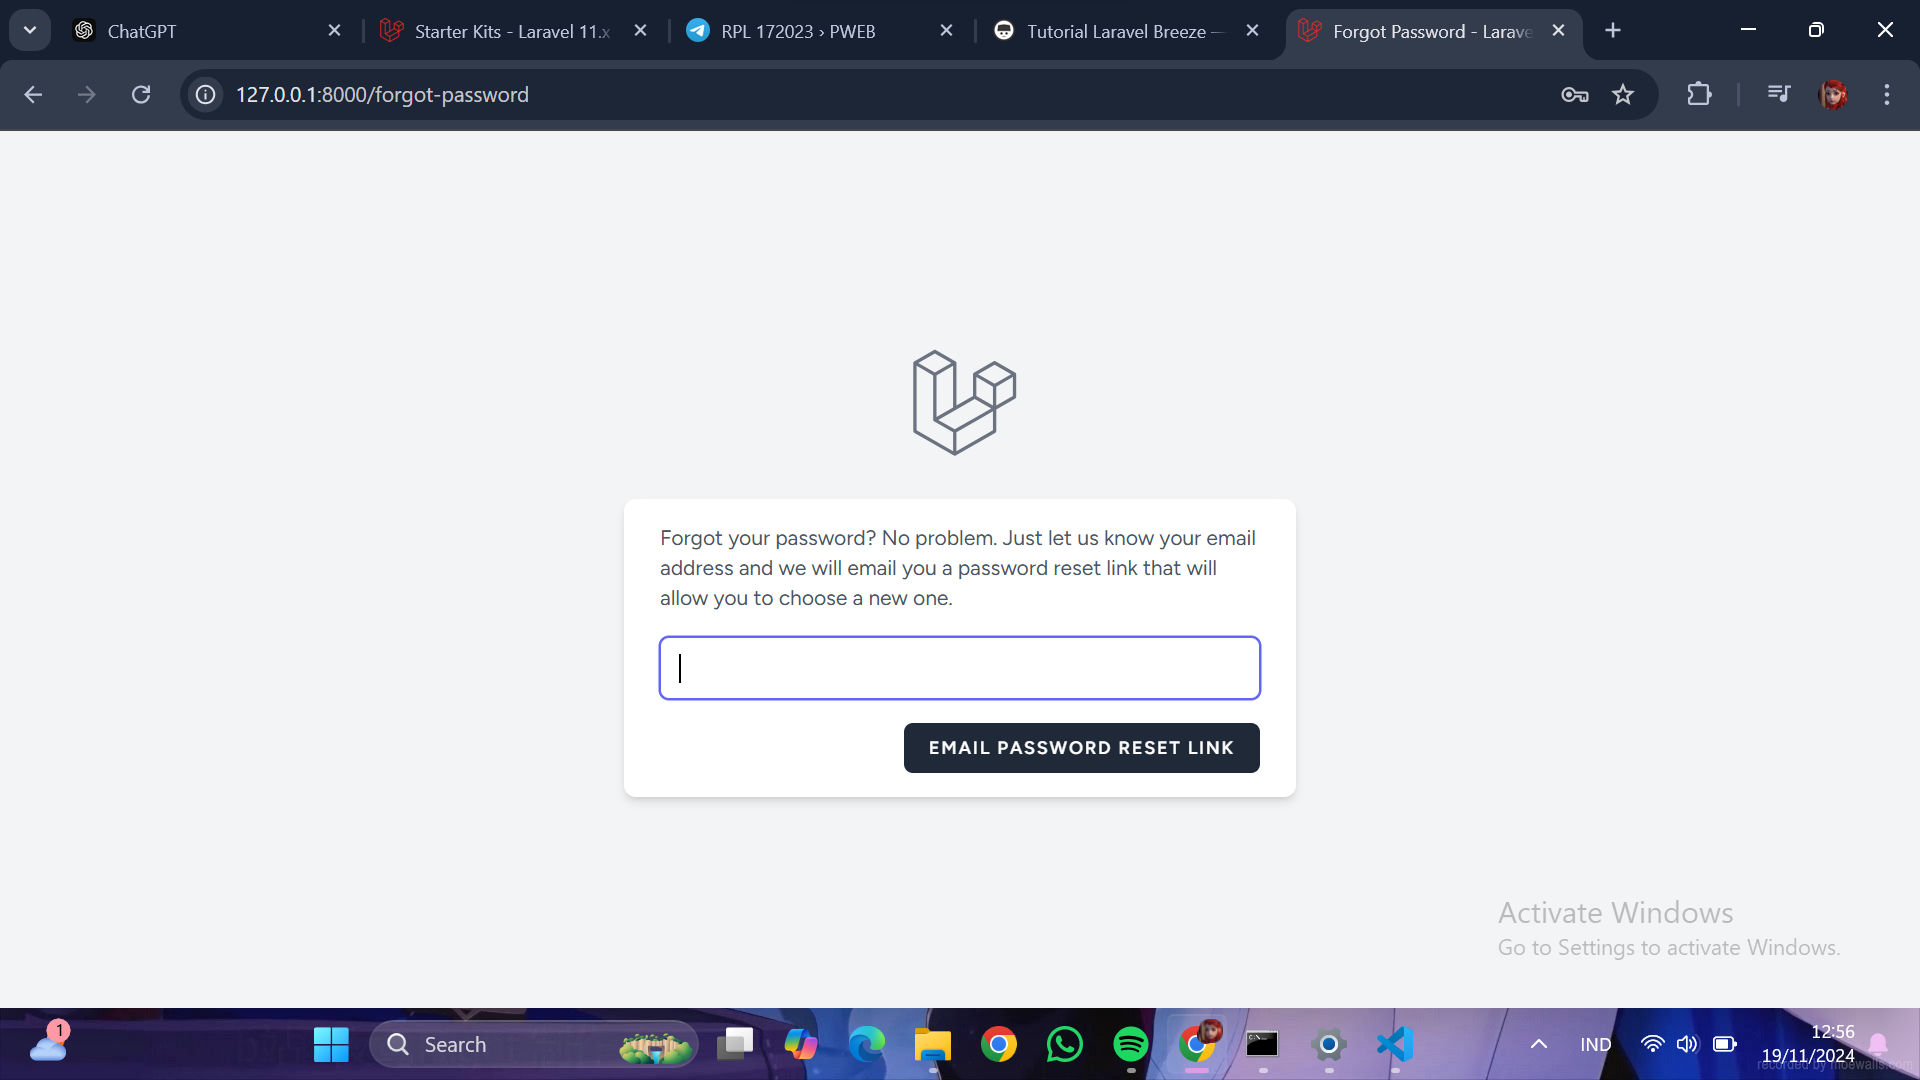 ChatGPT
Starter Kits - Laravel 11.x
RPL 172023 › PWEB
Tutorial Laravel Breeze —
Forgot Password - Larave
127.0.0.1:8000/forgot-password
Forgot your password? No problem. Just let us know your email
address and we will email you a password reset link that will
allow you to choose a new one.
EMAIL PASSWORD RESET LINK
Activate Windows
Go to Settings to activate Windows.
1
Search
IND
12:56
19/11/2024
recorded by moewalls.com